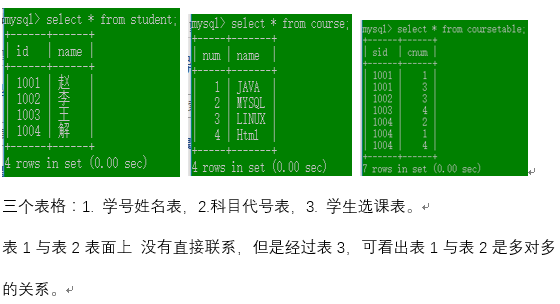 mysql> select * from student;
+------+------+
| id | name |
+------+------+
| 1001 | 赵 |
| 1002 | 李 |
| 1003 | 王 |
| 1004 | 解 |
+------+------+
4 rows in set (0.00 sec)
mysql> select * from course;
+-----+-------+
| num | name |
+-----+-------+
| 1 | JAVA |
| 2 | MYSQL |
| 3 | LINUX |
| 4 | Html |
+-----+-------+
4 rows in set (0.00 sec)
mysql> select * from coursetable;
+------+------+
| sid | cnum |
+------+------+
| 1001 | 1 |
| 1001 | 3 |
| 1002 | 3 |
| 1003 | 4 |
| 1004 | 2 |
| 1004 | 1 |
| 1004 | 4 |
+------+------+
7 rows in set (0.00 sec)
三个表格：1. 学号姓名表，2.科目代号表，3. 学生选课表。
表 1 与表 2 表面上 没有直接联系，但是经过表 3，可看出表 1 与表 2 是多对多
的关系。